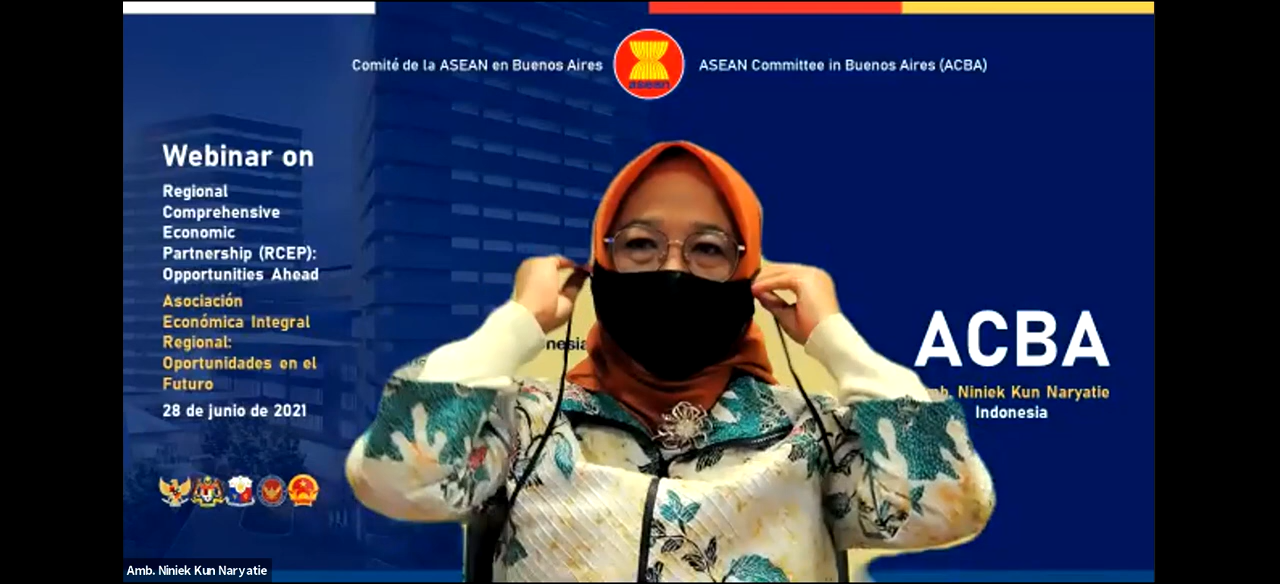 Comité de la ASEAN en Buenos Aires
asean
ASEAN Committee in Buenos Aires (ACBA)
Webinar on
Regional
Comprehensive
Economic
Partnership (RCEP):
Opportunities Ahead
Asociación
Económica Integral
Regional:
Oportunidades en el
Futuro
28 de junio de 2021
nesia
ACBA
Niniek Kun Naryatie
Indonesia
Amb. Niniek Kun Naryatie